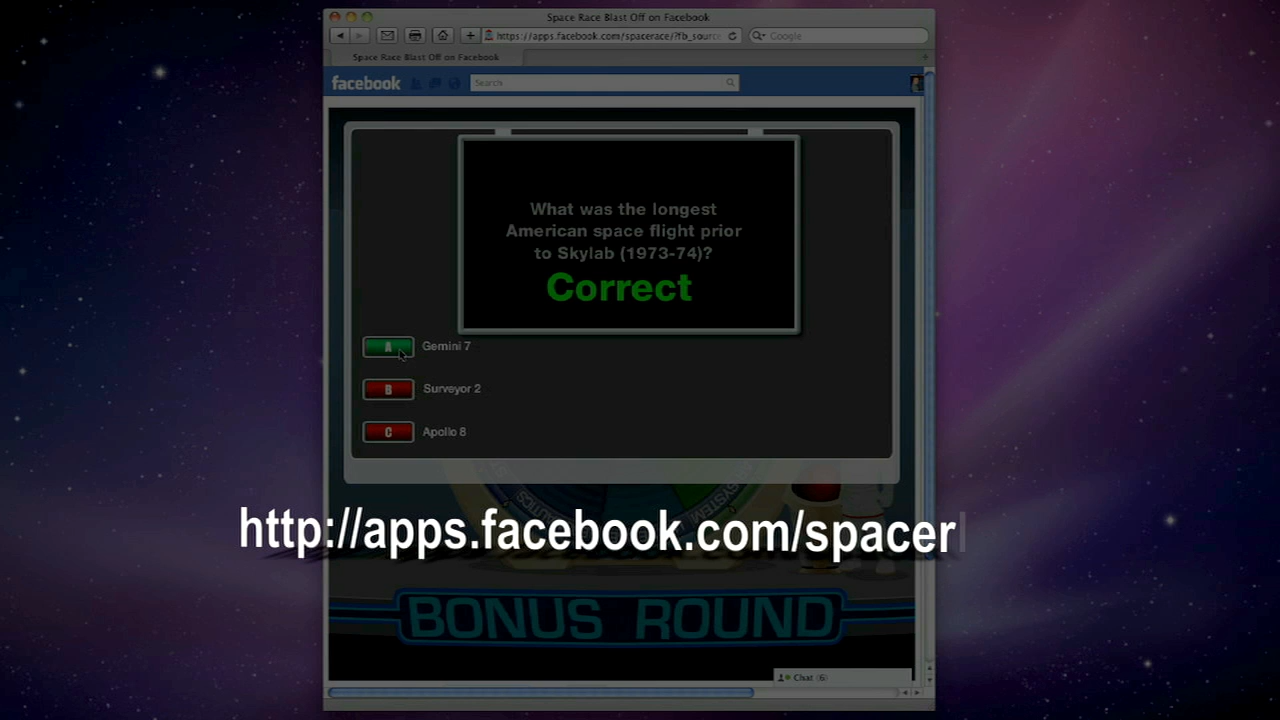 Space Race Blast Off on Facebook
https://apps.facebook.com/spacerace/?fb_source
Google
Space Race Blast Off on Facebook
facebook
Search
What was the longest
American space flight prior
to Skylab (1973-74)?
Correct
A Gemini 7
B Surveyor 2
C Apollo 8
http://apps.facebook.com/spacer
BONUS ROUND
Chat (6)